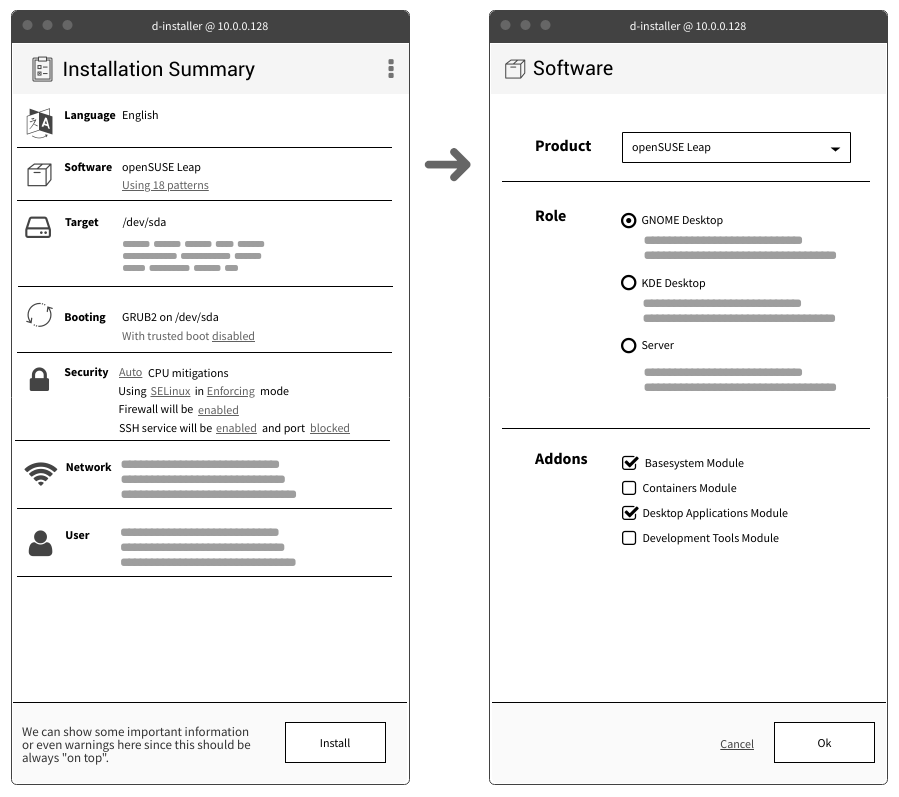 d-installer @ 10.0.0.128
Installation Summary
Language English
Software openSUSE Leap
Using 18 patterns
Target /dev/sda
Booting GRUB2 on /dev/sda
With trusted boot disabled
Security Auto CPU mitigations
Using SELinux in Enforcing mode
Firewall will be enabled
SSH service will be enabled and port blocked
Network
User
We can show some important information
or even warnings here since this should be
always "on top".
Install
d-installer @ 10.0.0.128
Software
Product openSUSE Leap
Role GNOME Desktop
KDE Desktop
Server
Addons Basesystem Module
Containers Module
Desktop Applications Module
Development Tools Module
Cancel Ok